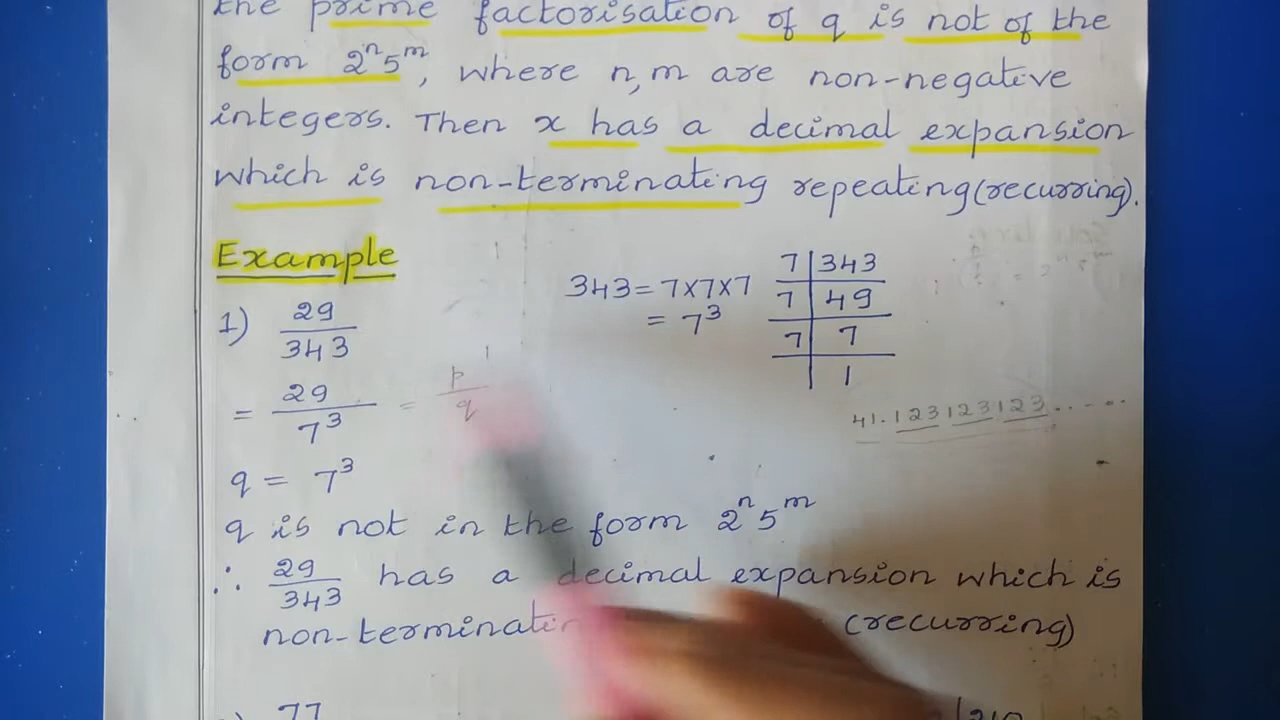 the prime factorisation of q is not of the
form 2ⁿ5ᵐ, where n,m are non-negative
integers. Then x has a decimal expansion
which is non-terminating repeating (recurring).
Example
1) 29/343
= 29/7³ = p/q
q = 7³
343 = 7×7×7
= 7³
7 | 343
7 | 49
7 | 7
1
41.123123123......
q is not in the form 2ⁿ5ᵐ
∴ 29/343 has a decimal expansion which is
(recurring)
77